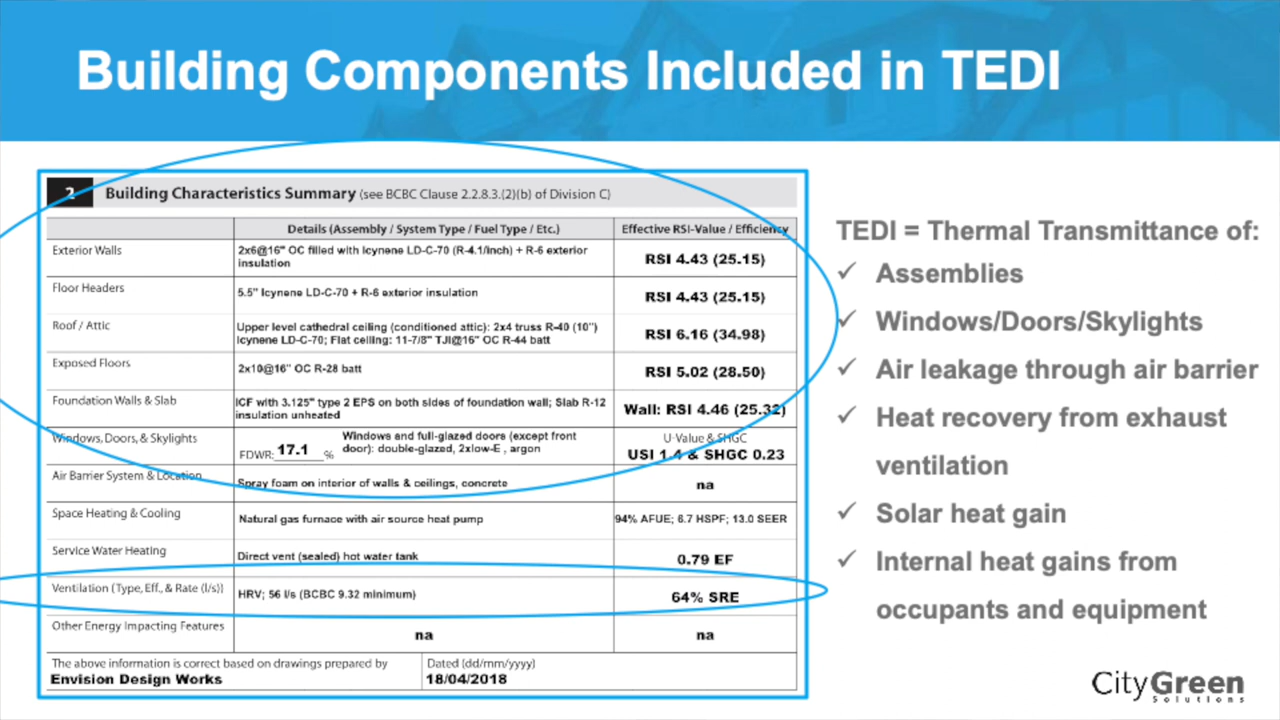 Building Components Included in TEDI
2 Building Characteristics Summary (see BCBC Clause 2.2.8.3.(2)(b) of Division C)
Details (Assembly / System Type / Fuel Type / Etc.) Effective RSI-Value / Efficiency
Exterior Walls 2x6@16" OC filled with Icynene LD-C-70 (R-4.1/inch) + R-6 exterior
insulation RSI 4.43 (25.15)
Floor Headers 5.5" Icynene LD-C-70 + R-6 exterior insulation RSI 4.43 (25.15)
Roof / Attic Upper level cathedral ceiling (conditioned attic): 2x4 truss R-40 (10")
Icynene LD-C-70; Flat ceiling: 11-7/8" TJI@16" OC R-44 batt RSI 6.16 (34.98)
Exposed Floors 2x10@16" OC R-28 batt RSI 5.02 (28.50)
Foundation Walls & Slab ICF with 3.125" type 2 EPS on both sides of foundation wall; Slab R-12
insulation unheated Wall: RSI 4.46 (25.32)
Windows, Doors, & Skylights FDWR: 17.1 % Windows and full-glazed doors (except front
door): double-glazed, 2xlow-E , argon U-Value & SHGC
USI 1.4 & SHGC 0.23
Air Barrier System & Location Spray foam on interior of walls & ceilings, concrete na
Space Heating & Cooling Natural gas furnace with air source heat pump 94% AFUE; 6.7 HSPF; 13.0 SEER
Service Water Heating Direct vent (sealed) hot water tank 0.79 EF
Ventilation (Type, Eff., & Rate (l/s)) HRV; 56 l/s (BCBC 9.32 minimum) 64% SRE
Other Energy Impacting Features na na
The above information is correct based on drawings prepared by Dated (dd/mm/yyyy)
Envision Design Works 18/04/2018
TEDI = Thermal Transmittance of:
✓ Assemblies
✓ Windows/Doors/Skylights
✓ Air leakage through air barrier
✓ Heat recovery from exhaust
ventilation
✓ Solar heat gain
✓ Internal heat gains from
occupants and equipment
CityGreen
Solutions